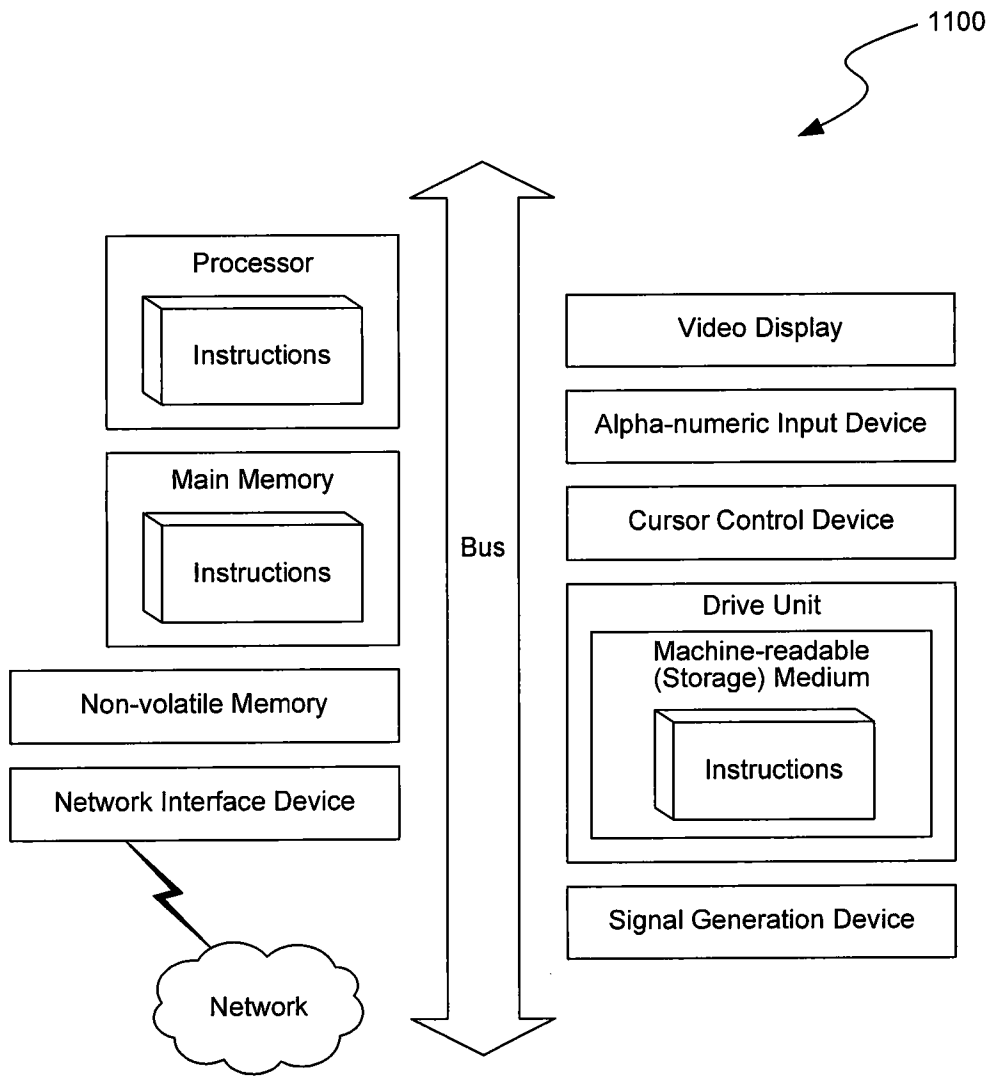 1100
Processor
Instructions
Main Memory
Instructions
Non-volatile Memory
Network Interface Device
Network
Bus
Video Display
Alpha-numeric Input Device
Cursor Control Device
Drive Unit
Machine-readable
(Storage) Medium
Instructions
Signal Generation Device